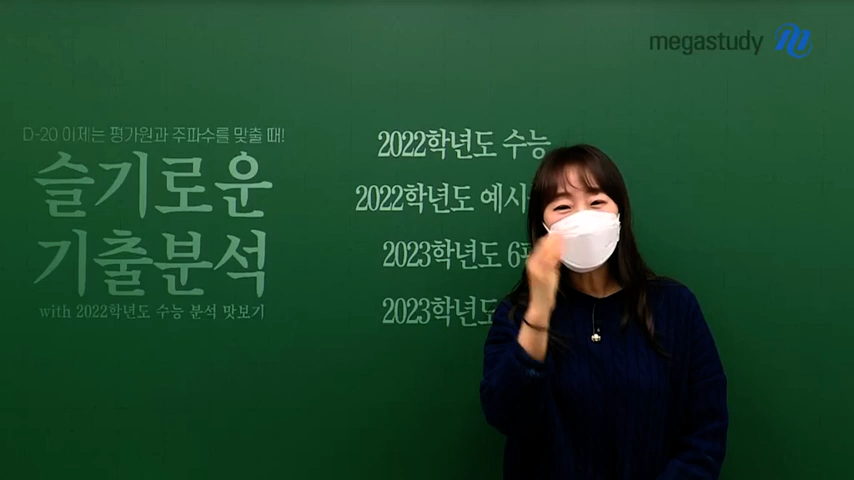 megastudy
D-20 이제는 평가원과 주파수를 맞출 때!
슬기로운
기출분석
with 2022학년도 수능 분석 맛보기
2022학년도 수능
2022학년도 예시
2023학년도
2023학년도